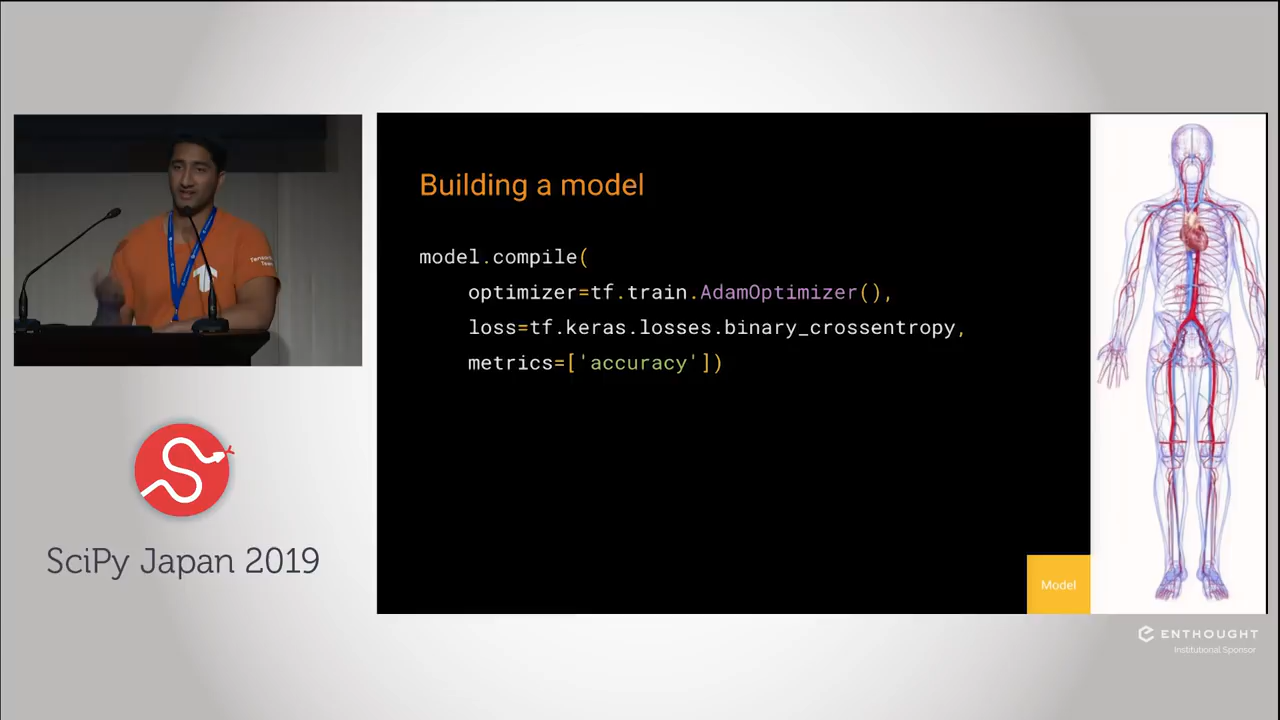 Building a model
model.compile(
optimizer=tf.train.AdamOptimizer(),
loss=tf.keras.losses.binary_crossentropy,
metrics=['accuracy'])
Model
SciPy Japan 2019
ENTHOUGHT
Institutional Sponsor